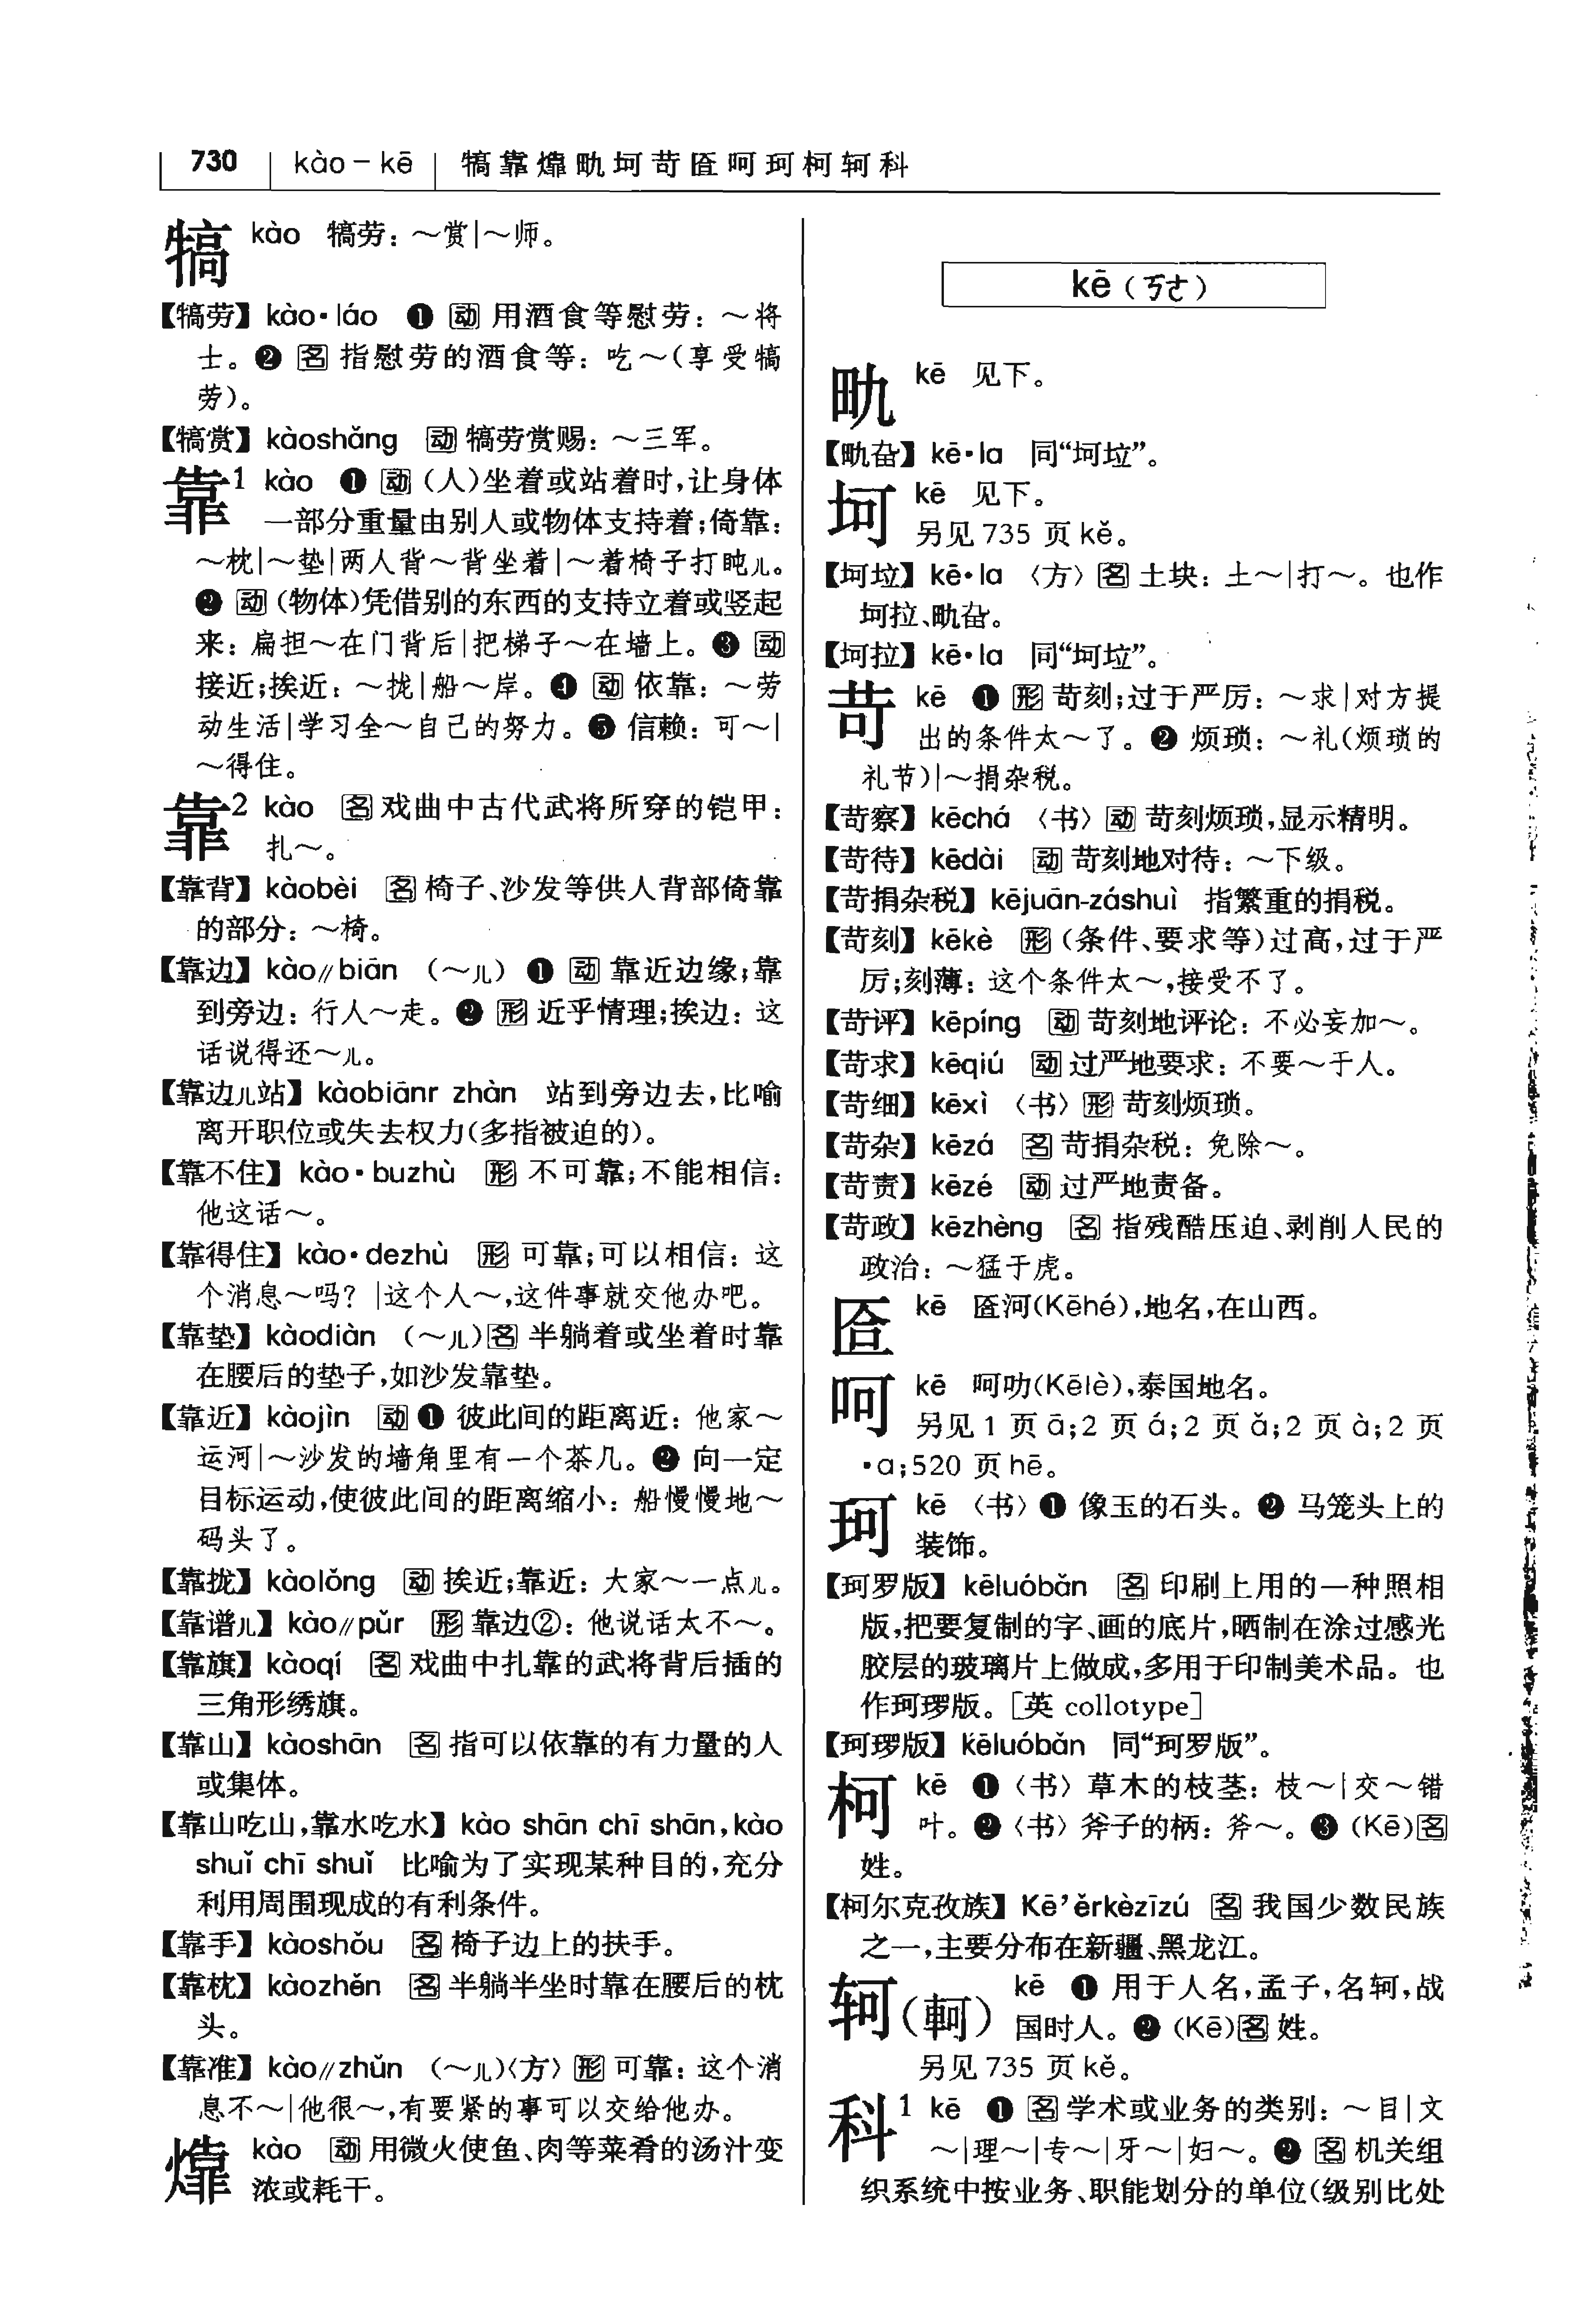 730 kào－kē 犒靠㸆㽏坷苛匼呵珂柯轲科
犒 kào 犒劳：～赏|～师。
【犒劳】kào·láo ❶ 动 用酒食等慰劳：～将
士。❷ 名 指慰劳的酒食等：吃～(享受犒
劳)。
【犒赏】kàoshǎng 动 犒劳赏赐：～三军。
靠1 kào ❶ 动 (人)坐着或站着时,让身体
一部分重量由别人或物体支持着;倚靠：
～枕|～垫|两人背～背坐着|～着椅子打盹儿。
❷ 动 (物体)凭借别的东西的支持立着或竖起
来：扁担～在门背后|把梯子～在墙上。❸ 动
接近;挨近：～拢|船～岸。❹ 动 依靠：～劳
动生活|学习全～自己的努力。❺ 信赖：可～|
～得住。
靠2 kào 名 戏曲中古代武将所穿的铠甲：
扎～。
【靠背】kàobèi 名 椅子、沙发等供人背部倚靠
的部分：～椅。
【靠边】kào∥biān (～儿) ❶ 动 靠近边缘;靠
到旁边：行人～走。❷ 形 近乎情理;挨边：这
话说得还～儿。
【靠边儿站】kàobiānr zhàn 站到旁边去,比喻
离开职位或失去权力(多指被迫的)。
【靠不住】kào·buzhù 形 不可靠;不能相信：
他这话～。
【靠得住】kào·dezhù 形 可靠;可以相信：这
个消息～吗？|这个人～,这件事就交他办吧。
【靠垫】kàodiàn (～儿)名 半躺着或坐着时靠
在腰后的垫子,如沙发靠垫。
【靠近】kàojìn 动 ❶ 彼此间的距离近：他家～
运河|～沙发的墙角里有一个茶几。❷ 向一定
目标运动,使彼此间的距离缩小：船慢慢地～
码头了。
【靠拢】kàolǒng 动 挨近;靠近：大家～一点儿。
【靠谱儿】kào∥pǔr 形 靠边②：他说话太不～。
【靠旗】kàoqí 名 戏曲中扎靠的武将背后插的
三角形绣旗。
【靠山】kàoshān 名 指可以依靠的有力量的人
或集体。
【靠山吃山,靠水吃水】kào shān chī shān,kào
shuǐ chī shuǐ 比喻为了实现某种目的,充分
利用周围现成的有利条件。
【靠手】kàoshǒu 名 椅子边上的扶手。
【靠枕】kàozhěn 名 半躺半坐时靠在腰后的枕
头。
【靠准】kào∥zhǔn (～儿)〈方〉形 可靠：这个消
息不～|他很～,有要紧的事可以交给他办。
㸆 kào 动 用微火使鱼、肉等菜肴的汤汁变
浓或耗干。
kē（ㄎㄜ）
㽏 kē 见下。
【㽏旮】kē·la 同“坷垃”。
坷 kē 见下。
另见 735 页 kě。
【坷垃】kē·la 〈方〉名 土块：土～|打～。也作
坷拉、㽏旮。
【坷拉】kē·la 同“坷垃”。
苛 kē ❶ 形 苛刻;过于严厉：～求|对方提
出的条件太～了。❷ 烦琐：～礼(烦琐的
礼节)|～捐杂税。
【苛察】kēchá 〈书〉动 苛刻烦琐,显示精明。
【苛待】kēdài 动 苛刻地对待：～下级。
【苛捐杂税】kējuān-záshuì 指繁重的捐税。
【苛刻】kēkè 形 (条件、要求等)过高,过于严
厉;刻薄：这个条件太～,接受不了。
【苛评】kēpíng 动 苛刻地评论：不必妄加～。
【苛求】kēqiú 动 过严地要求：不要～于人。
【苛细】kēxì 〈书〉形 苛刻烦琐。
【苛杂】kēzá 名 苛捐杂税：免除～。
【苛责】kēzé 动 过严地责备。
【苛政】kēzhèng 名 指残酷压迫、剥削人民的
政治：～猛于虎。
匼 kē 匼河(Kēhé),地名,在山西。
呵 kē 呵叻(Kēlè),泰国地名。
另见 1 页 ā;2 页 á;2 页 ǎ;2 页 à;2 页
·a;520 页 hē。
珂 kē 〈书〉❶ 像玉的石头。❷ 马笼头上的
装饰。
【珂罗版】kēluóbǎn 名 印刷上用的一种照相
版,把要复制的字、画的底片,晒制在涂过感光
胶层的玻璃片上做成,多用于印制美术品。也
作珂㼈版。［英 collotype］
【珂㼈版】kēluóbǎn 同“珂罗版”。
柯 kē ❶〈书〉草木的枝茎：枝～|交～错
叶。❷〈书〉斧子的柄：斧～。❸ (Kē)名
姓。
【柯尔克孜族】Kē’ěrkèzīzú 名 我国少数民族
之一,主要分布在新疆、黑龙江。
轲(軻) kē ❶ 用于人名,孟子,名轲,战
国时人。❷ (Kē)名 姓。
另见 735 页 kě。
科1 kē ❶ 名 学术或业务的类别：～目|文
～|理～|专～|牙～|妇～。❷ 名 机关组
织系统中按业务、职能划分的单位(级别比处